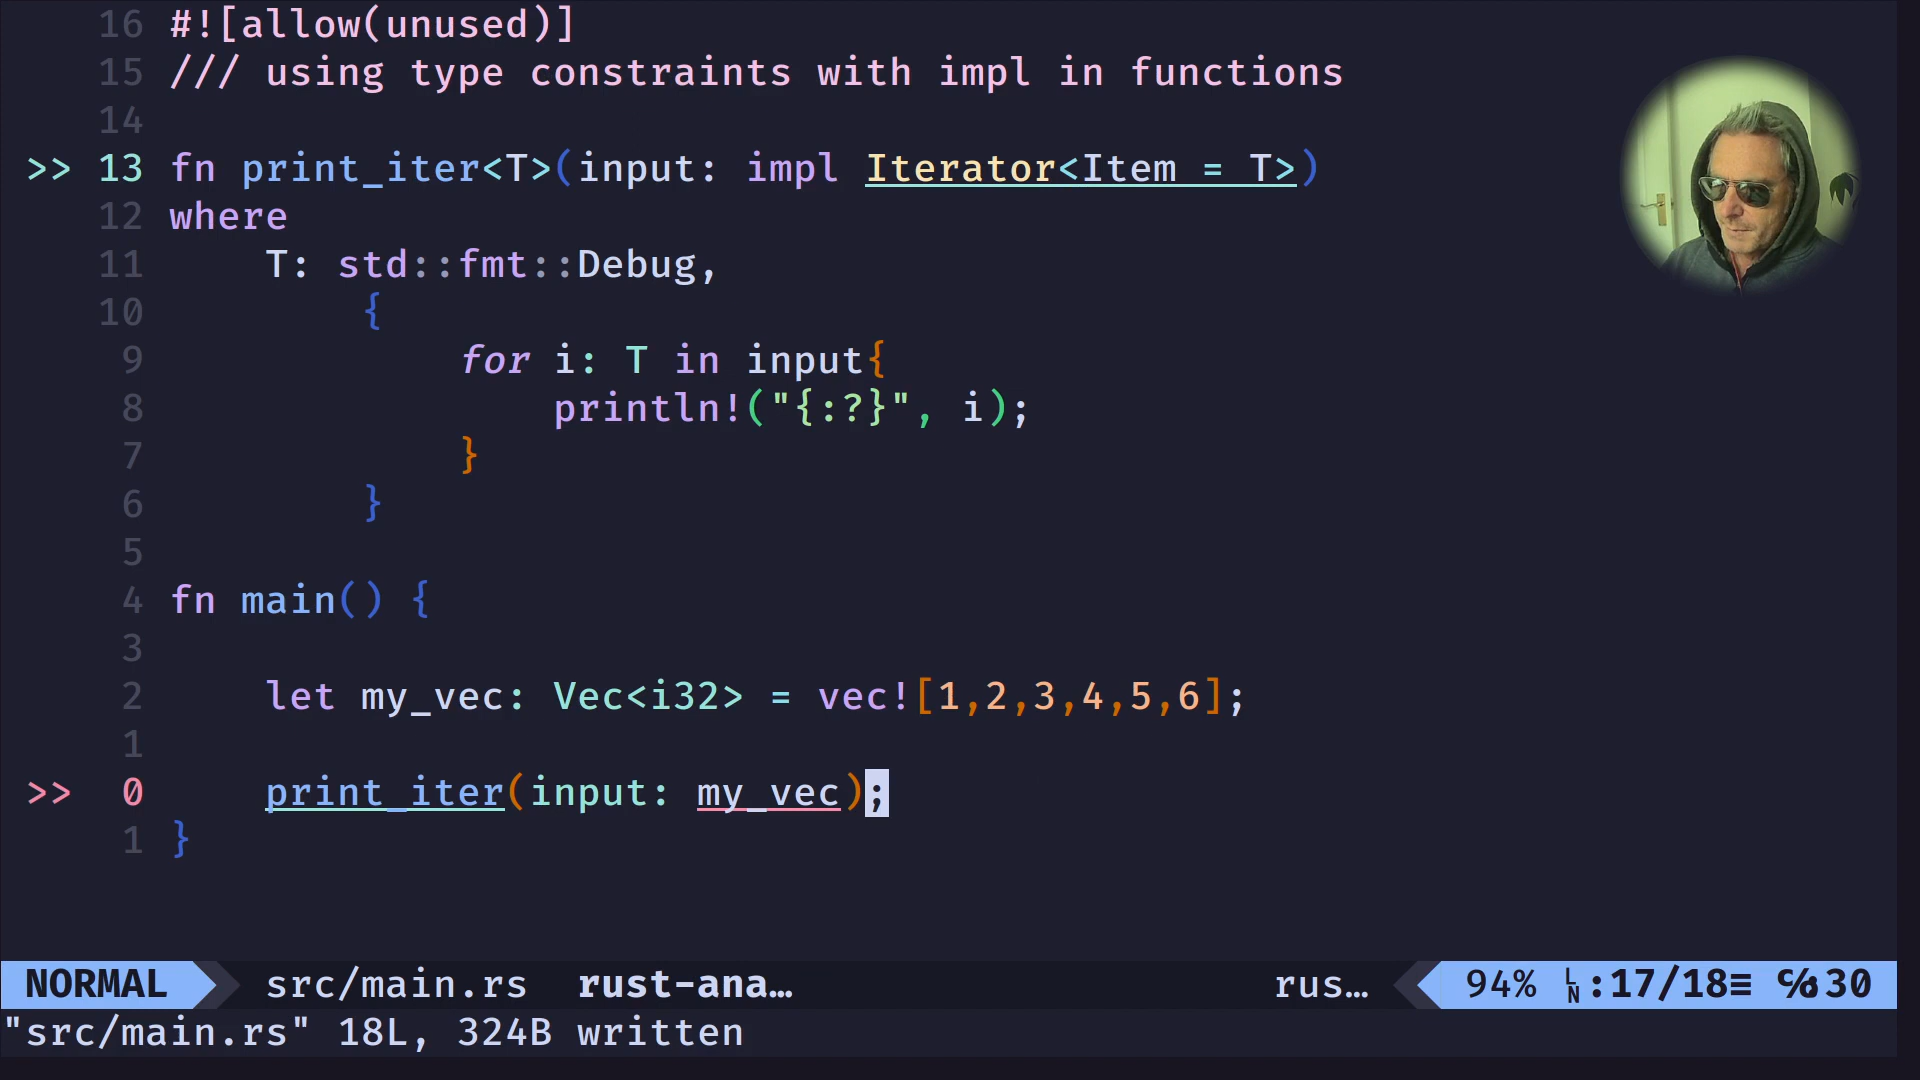 16 #![allow(unused)]
15 /// using type constraints with impl in functions
14
>> 13 fn print_iter<T>(input: impl Iterator<Item = T>)
12 where
11     T: std::fmt::Debug,
10         {
9             for i: T in input{
8                 println!("{:?}", i);
7             }
6         }
5
4 fn main() {
3
2     let my_vec: Vec<i32> = vec![1,2,3,4,5,6];
1
>> 0     print_iter(input: my_vec);
1 }
NORMAL src/main.rs rust-ana… rus… 94% LN:17/18≡ ℅:30
"src/main.rs" 18L, 324B written